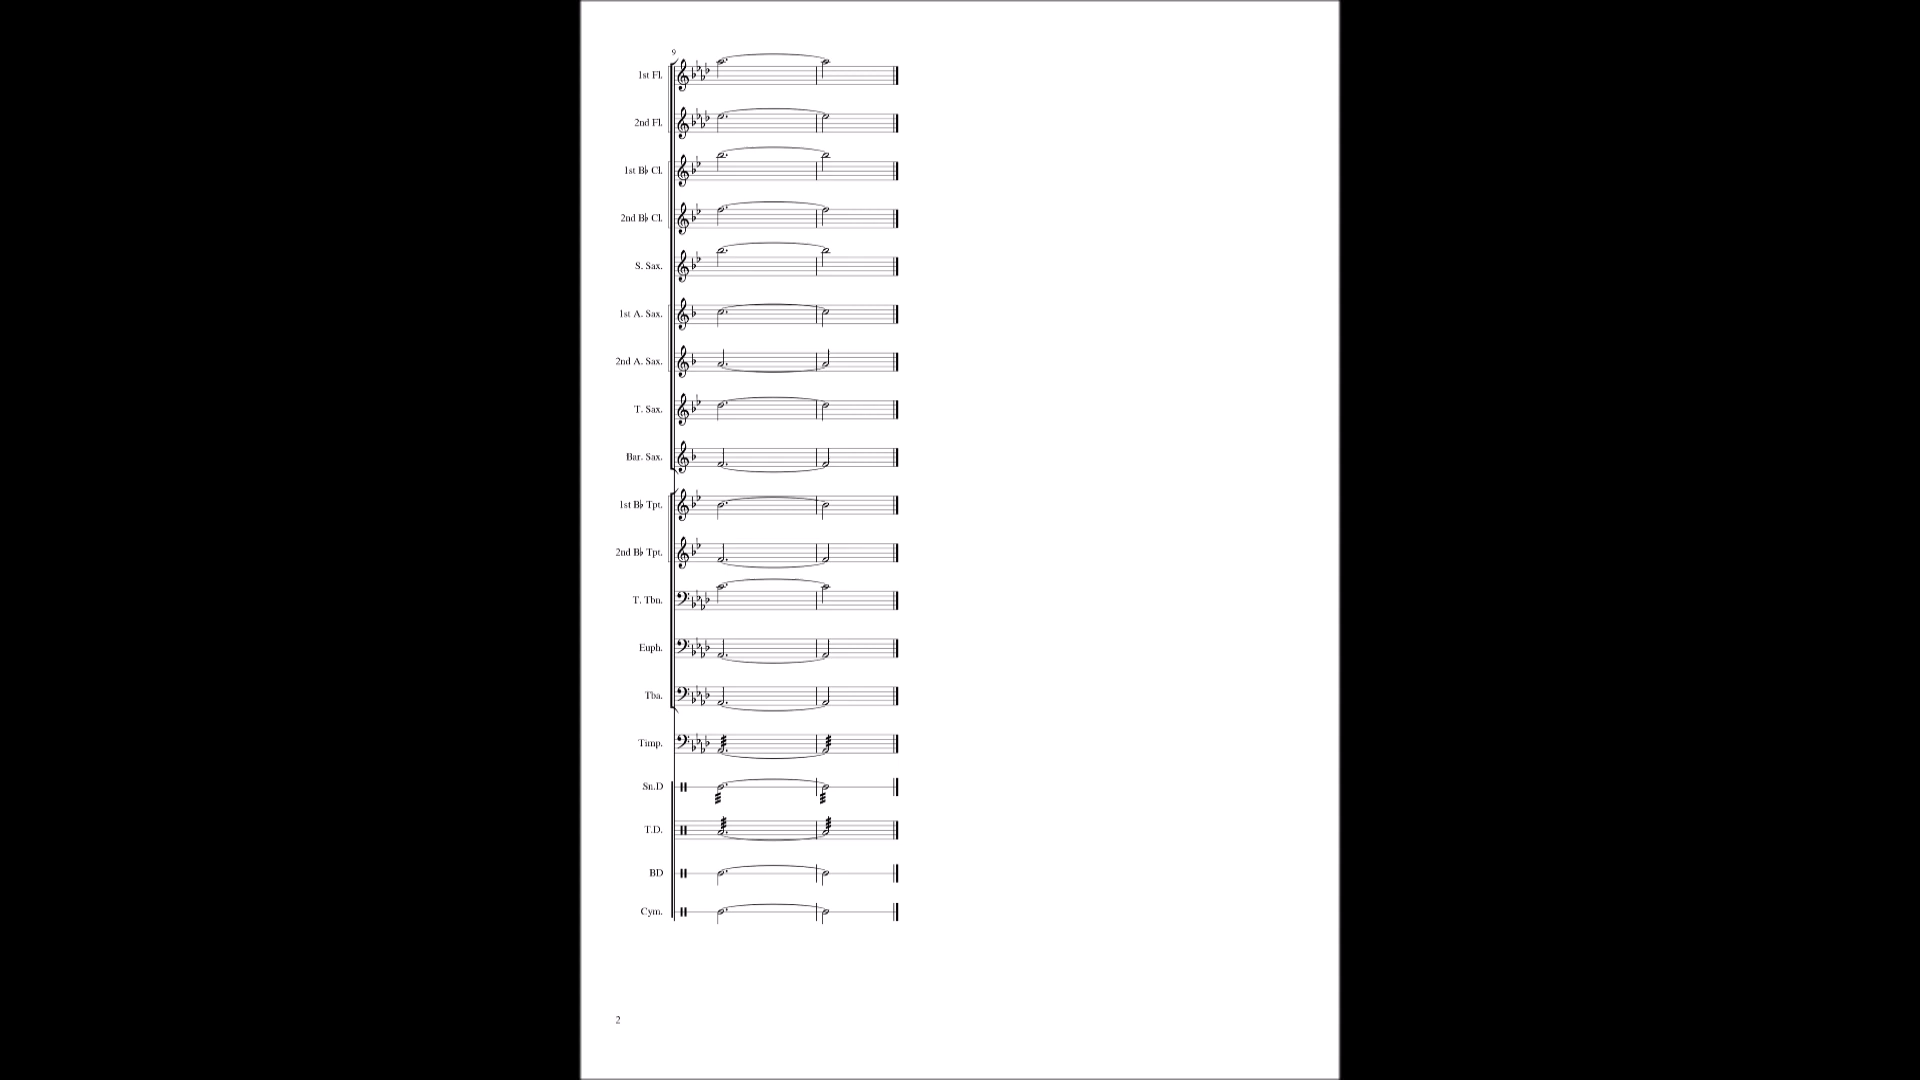 9
1st Fl.
2nd Fl.
1st B♭ Cl.
2nd B♭ Cl.
S. Sax.
1st A. Sax.
2nd A. Sax.
T. Sax.
Bar. Sax.
1st B♭ Tpt.
2nd B♭ Tpt.
T. Tbn.
Euph.
Tba.
Timp.
Sn.D
T.D.
BD
Cym.
2